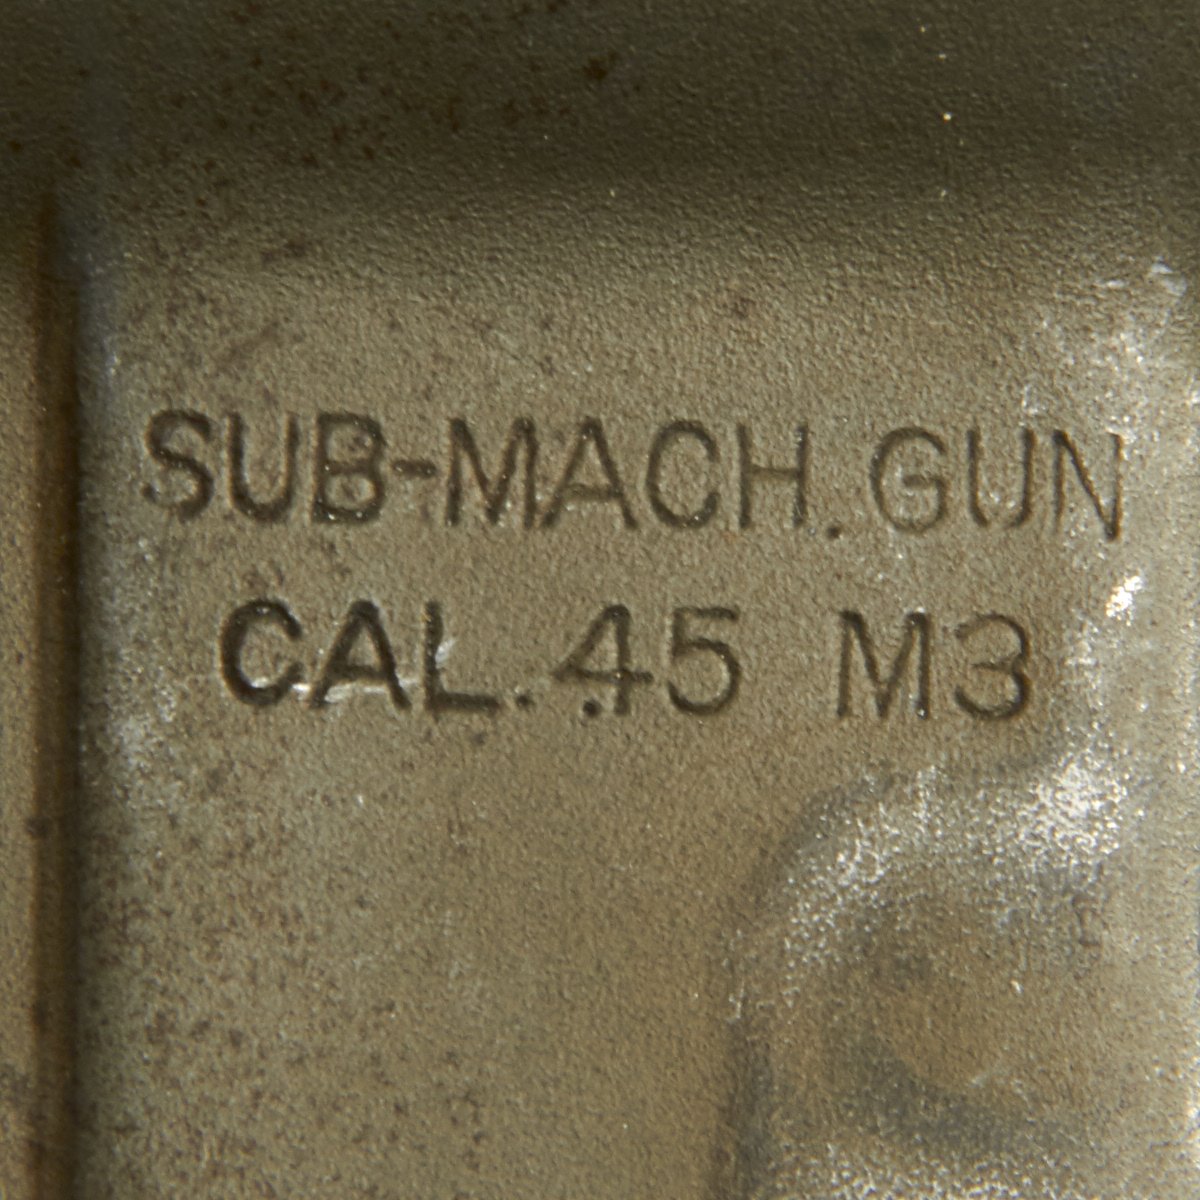 SUB-MACH. GUN
CAL. .45 M3